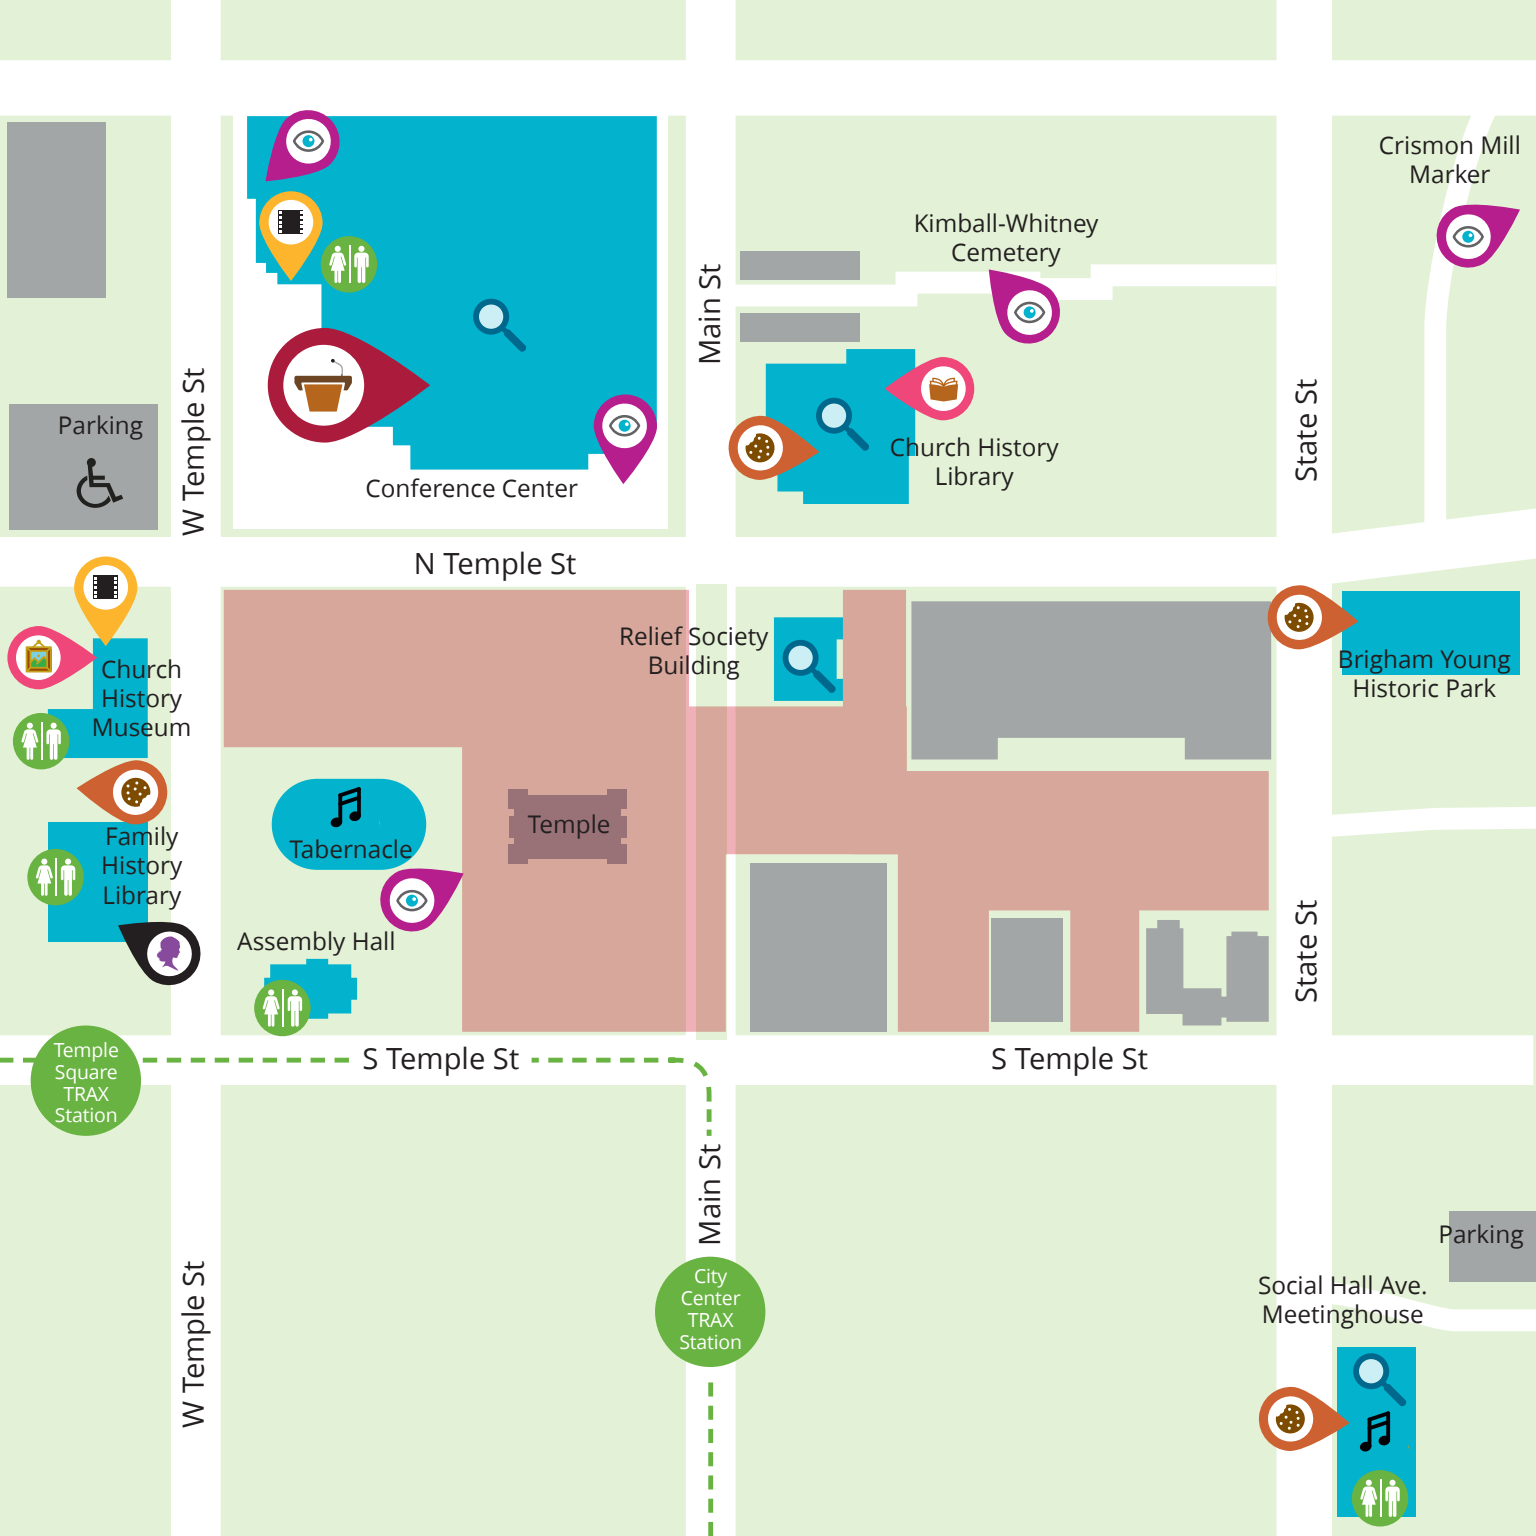 Crismon Mill
Marker
Kimball-Whitney
Cemetery
Main St
W Temple St
Parking
State St
Church History
Library
Conference Center
N Temple St
Relief Society
Building
Church
History
Museum
Brigham Young
Historic Park
Temple
Tabernacle
Family
History
Library
Assembly Hall
State St
Temple
Square
TRAX
Station
S Temple St
S Temple St
Main St
Parking
W Temple St
City
Center
TRAX
Station
Social Hall Ave.
Meetinghouse